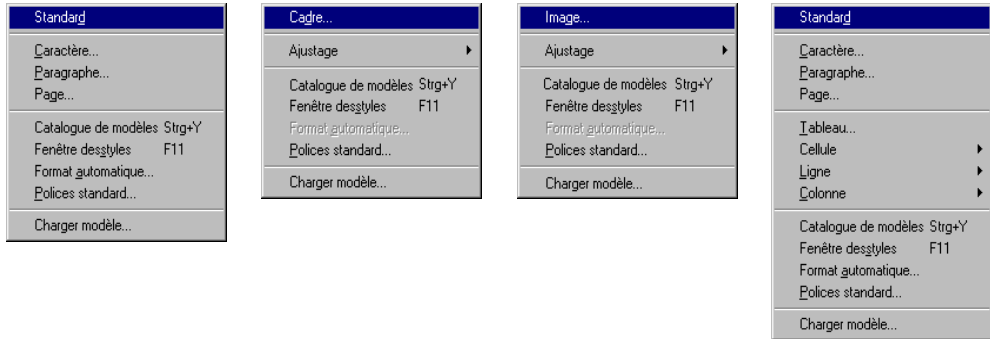 Standard
Caractère...
Paragraphe...
Page...
Catalogue de modèles Strg+Y
Fenêtre desstyles F11
Format automatique...
Polices standard...
Charger modèle...
Cadre...
Ajustage
Catalogue de modèles Strg+Y
Fenêtre desstyles F11
Format automatique...
Polices standard...
Charger modèle...
Image...
Ajustage
Catalogue de modèles Strg+Y
Fenêtre desstyles F11
Format automatique...
Polices standard...
Charger modèle...
Standard
Caractère...
Paragraphe...
Page...
Tableau...
Cellule
Ligne
Colonne
Catalogue de modèles Strg+Y
Fenêtre desstyles F11
Format automatique...
Polices standard...
Charger modèle...